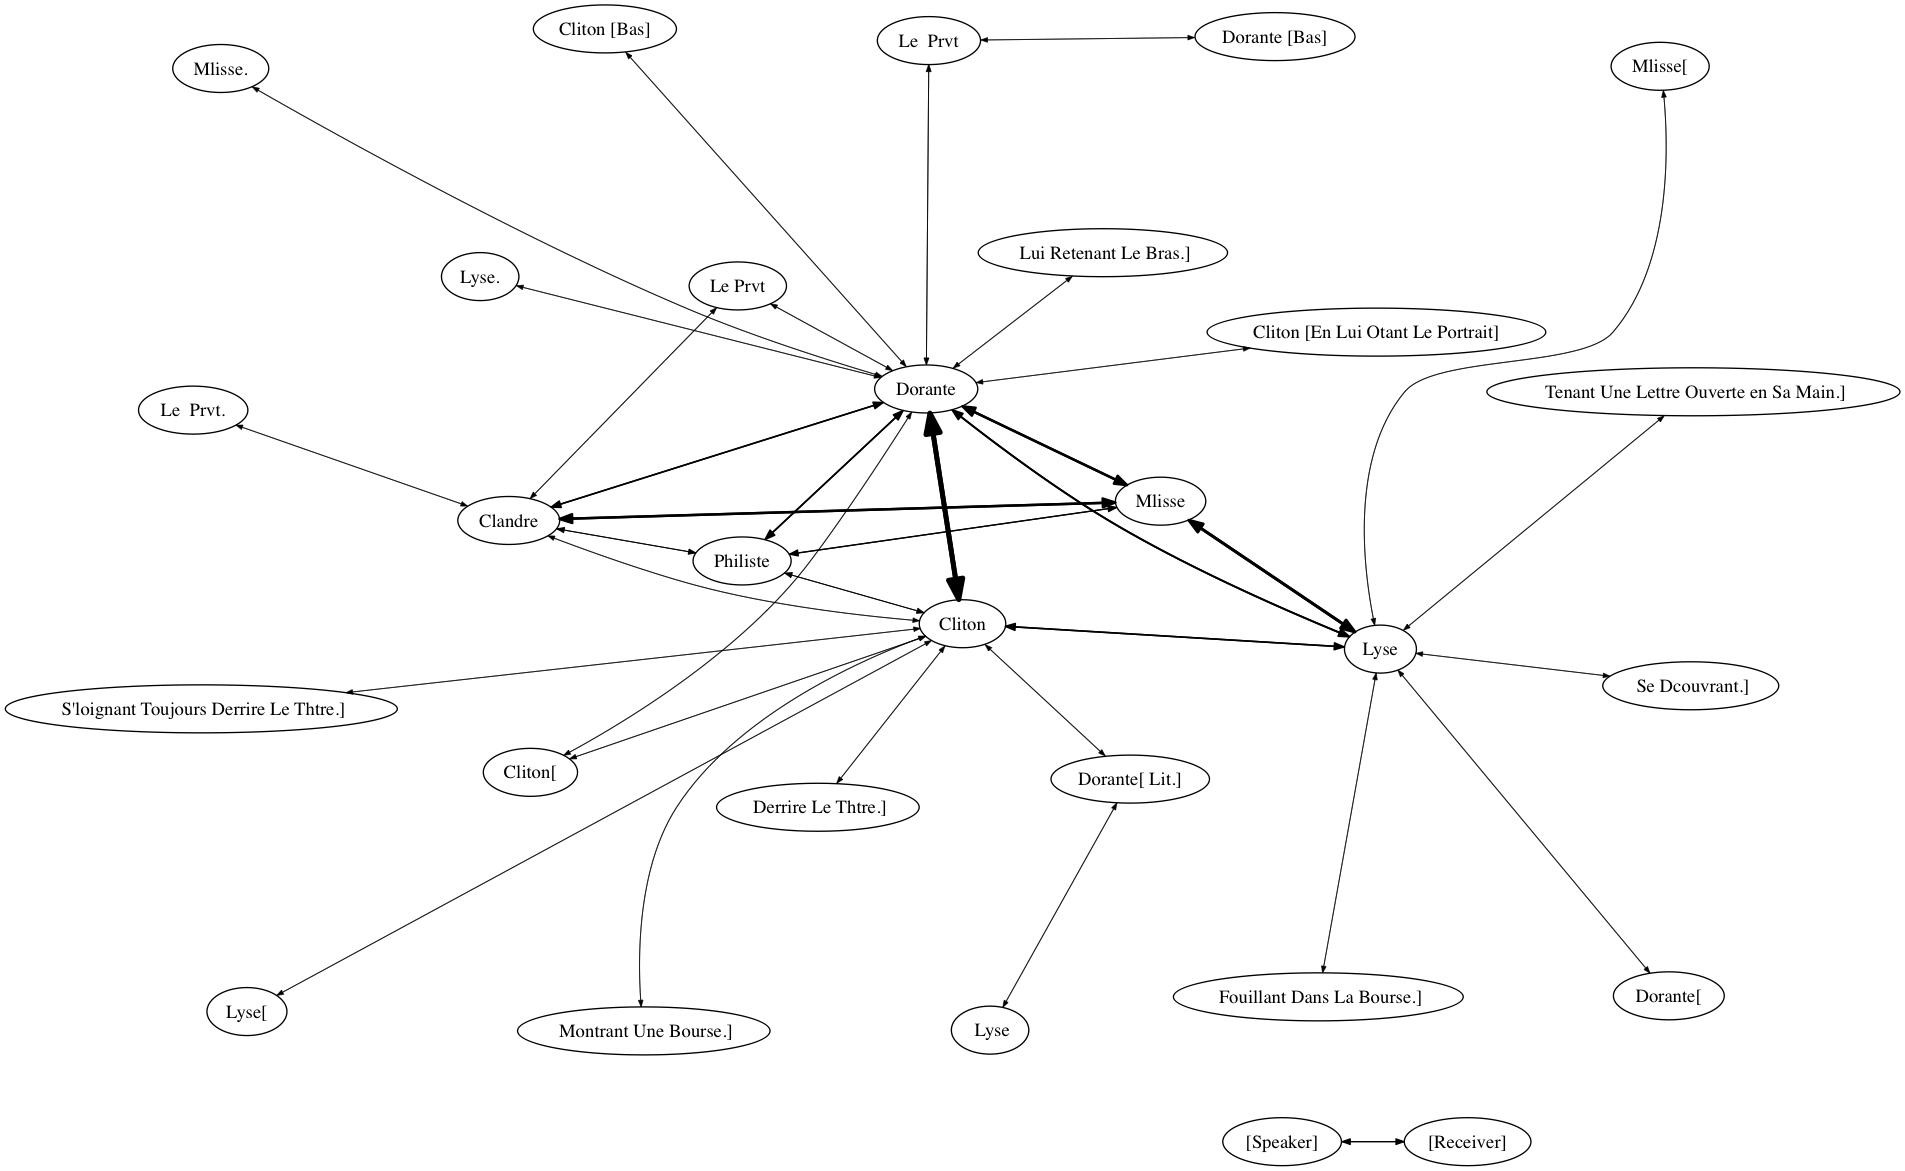 Cliton [Bas]
Le  Prvt
Dorante [Bas]
Mlisse.
Mlisse[
Lyse.
Le Prvt
Lui Retenant Le Bras.]
Cliton [En Lui Otant Le Portrait]
Dorante
Tenant Une Lettre Ouverte en Sa Main.]
Le  Prvt.
Mlisse
Clandre
Philiste
Cliton
Lyse
Se Dcouvrant.]
S'loignant Toujours Derrire Le Thtre.]
Cliton[
Dorante[ Lit.]
Derrire Le Thtre.]
Fouillant Dans La Bourse.]
Dorante[
Lyse[
Montrant Une Bourse.]
Lyse
[Speaker]
[Receiver]